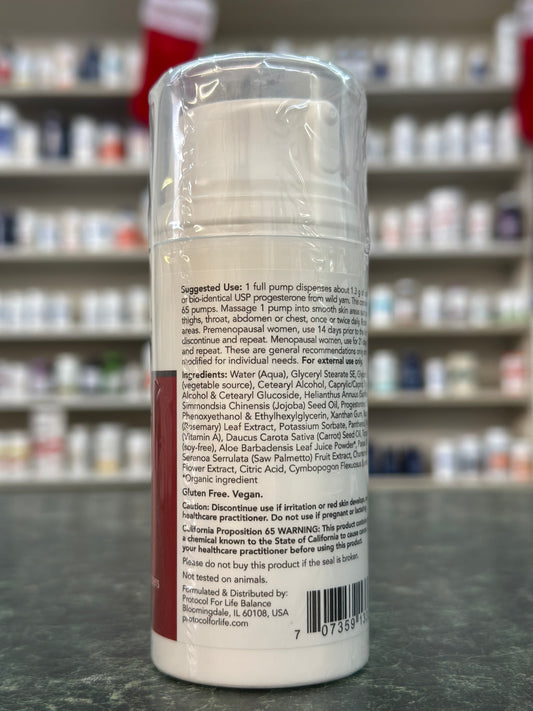 Suggested Use: 1 full pump dispenses about 1.3 g of
or bio-identical USP progesterone from wild yam. This
65 pumps. Massage 1 pump into smooth skin areas
thighs, throat, abdomen or chest, once or twice daily.
areas. Premenopausal women, use 14 days prior to the
discontinue and repeat. Menopausal women, use for 21
and repeat. These are general recommendations only
modified for individual needs. For external use only.
Ingredients: Water (Aqua), Glyceryl Stearate SE,
(vegetable source), Cetearyl Alcohol, Caprylic/Capric
Alcohol & Cetearyl Glucoside, Helianthus Annuus
Simmondsia Chinensis (Jojoba) Seed Oil, Progesterone
Phenoxyethanol & Ethylhexylglycerin, Xanthan Gum,
(Rosemary) Leaf Extract, Potassium Sorbate,
(Vitamin A), Daucus Carota Sativa (Carrot) Seed Oil,
(soy-free), Aloe Barbadensis Leaf Juice Powder*,
Serenoa Serrulata (Saw Palmetto) Fruit Extract,
Flower Extract, Citric Acid, Cymbopogon Flexuosus
*Organic ingredient
Gluten Free. Vegan.
Caution: Discontinue use if irritation or red skin
healthcare practitioner. Do not use if pregnant or lactating
California Proposition 65 WARNING: This product
a chemical known to the State of California to cause
your healthcare practitioner before using this product.
Please do not buy this product if the seal is broken.
Not tested on animals.
Formulated & Distributed by:
Protocol For Life Balance
Bloomingdale, IL 60108, USA
protocolforlife.com
7 07359